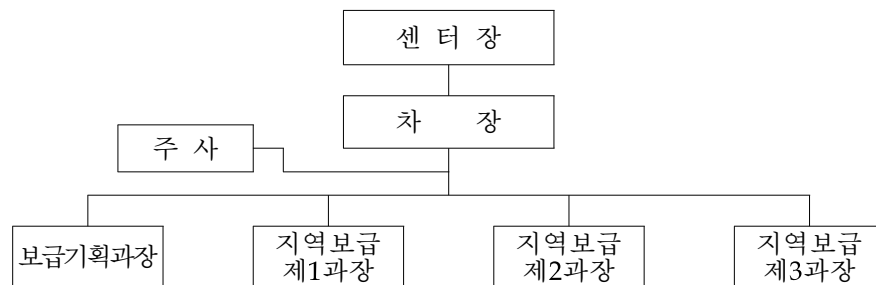 센 터 장
차 장
주 사
보급기획과장
지역보급
제1과장
지역보급
제2과장
지역보급
제3과장